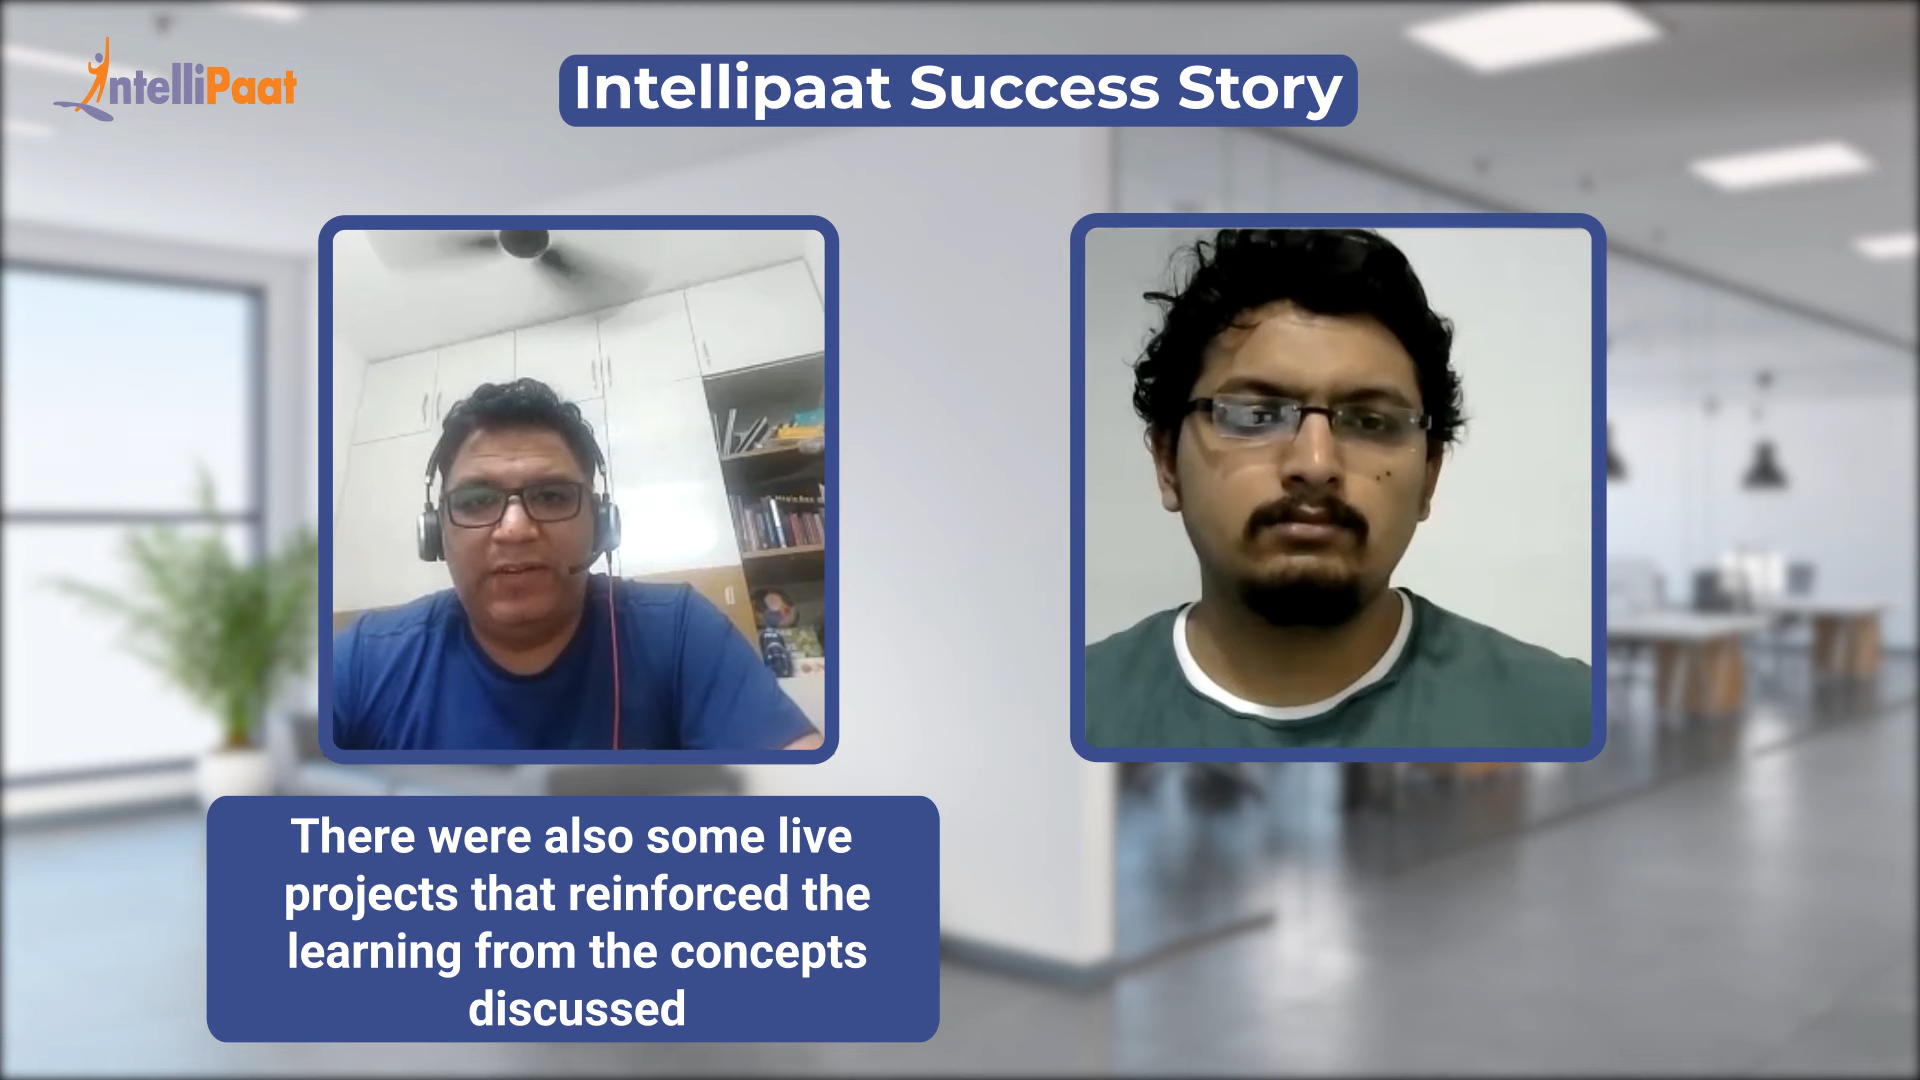 IntelliPaat
Intellipaat Success Story
There were also some live
projects that reinforced the
learning from the concepts
discussed